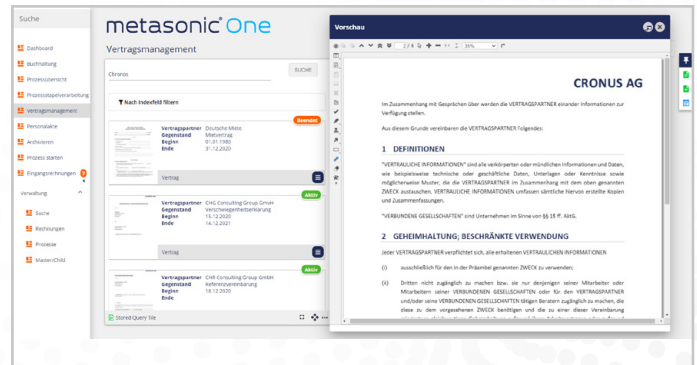 Suche
Dashboard
Buchhaltung
Prozessübersicht
Prozessstapelverarbeitung
Vertragsmanagement
Personalakte
Archivieren
Prozess starten
Eingangsrechnungen
Verwaltung
Suche
Rechnungen
Prozesse
Master/Child
metasonic One
Vertragsmanagement
Chronos
SUCHE
Nach Indexfeld filtern
Beendet
Vertragspartner Deutsche Miete
Gegenstand Mietvertrag
Beginn 01.01.1980
Ende 31.12.2020
Vertrag
Aktiv
Vertragspartner CHG Consulting Group GmbH
Gegenstand Verschwiegenheitserklärung
Beginn 15.12.2020
Ende 14.12.2021
Vertrag
Aktiv
Vertragspartner CHR Consulting Group GmbH
Gegenstand Referenzvereinbarung
Beginn 18.12.2020
Ende
Stored Query Tile
Vorschau
2 / 9
CRONUS AG
Im Zusammenhang mit Gesprächen über werden die VERTRAGSPARTNER einander Informationen zur
Verfügung stellen.
Aus diesem Grunde vereinbaren die VERTRAGSPARTNER Folgendes:
1 DEFINITIONEN
"VERTRAULICHE INFORMATIONEN" sind alle verkörperten oder mündlichen Informationen und Daten,
wie beispielsweise technische oder geschäftliche Daten, Unterlagen oder Kenntnisse sowie
möglicherweise Muster, die die VERTRAGSPARTNER im Zusammenhang mit dem oben genannten
ZWECK austauschen. VERTRAULICHE INFORMATIONEN umfassen sämtliche hiervon erstellte Kopien
und Zusammenfassungen.
"VERBUNDENE GESELLSCHAFTEN" sind Unternehmen im Sinne von §§ 15 ff. AktG.
2 GEHEIMHALTUNG; BESCHRÄNKTE VERWENDUNG
Jeder VERTRAGSPARTNER verpflichtet sich, alle erhaltenen VERTRAULICHEN INFORMATIONEN
(i) ausschließlich für den in der Präambel genannten ZWECK zu verwenden;
(ii) Dritten nicht zugänglich zu machen bzw. sie nur denjenigen seiner Mitarbeiter oder
Mitarbeitern seiner VERBUNDENEN GESELLSCHAFTEN oder für den VERTRAGSPARTNER
und/oder seine VERBUNDENEN GESELLSCHAFTEN tätigen Beratern zugänglich zu machen, die
diese zu dem vorgesehenen ZWECK benötigen und die zu einer dieser Vereinbarung